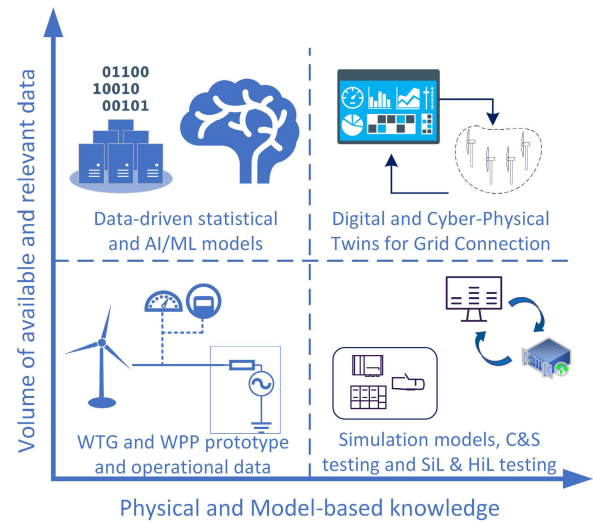 Volume of available and relevant data
01100
10010
00101
Data-driven statistical
and AI/ML models
Digital and Cyber-Physical
Twins for Grid Connection
WTG and WPP prototype
and operational data
Simulation models, C&S
testing and SiL & HiL testing
Physical and Model-based knowledge